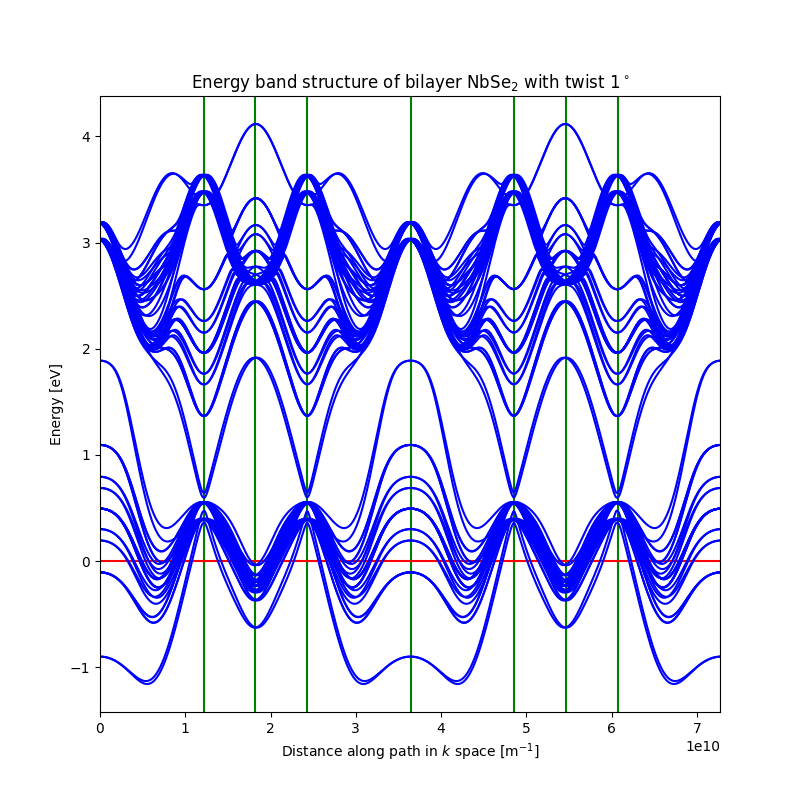 Energy band structure of bilayer NbSe₂ with twist 1°
Energy [eV]
4
3
2
1
0
−1
0 1 2 3 4 5 6 7
1e10
Distance along path in k space [m⁻¹]